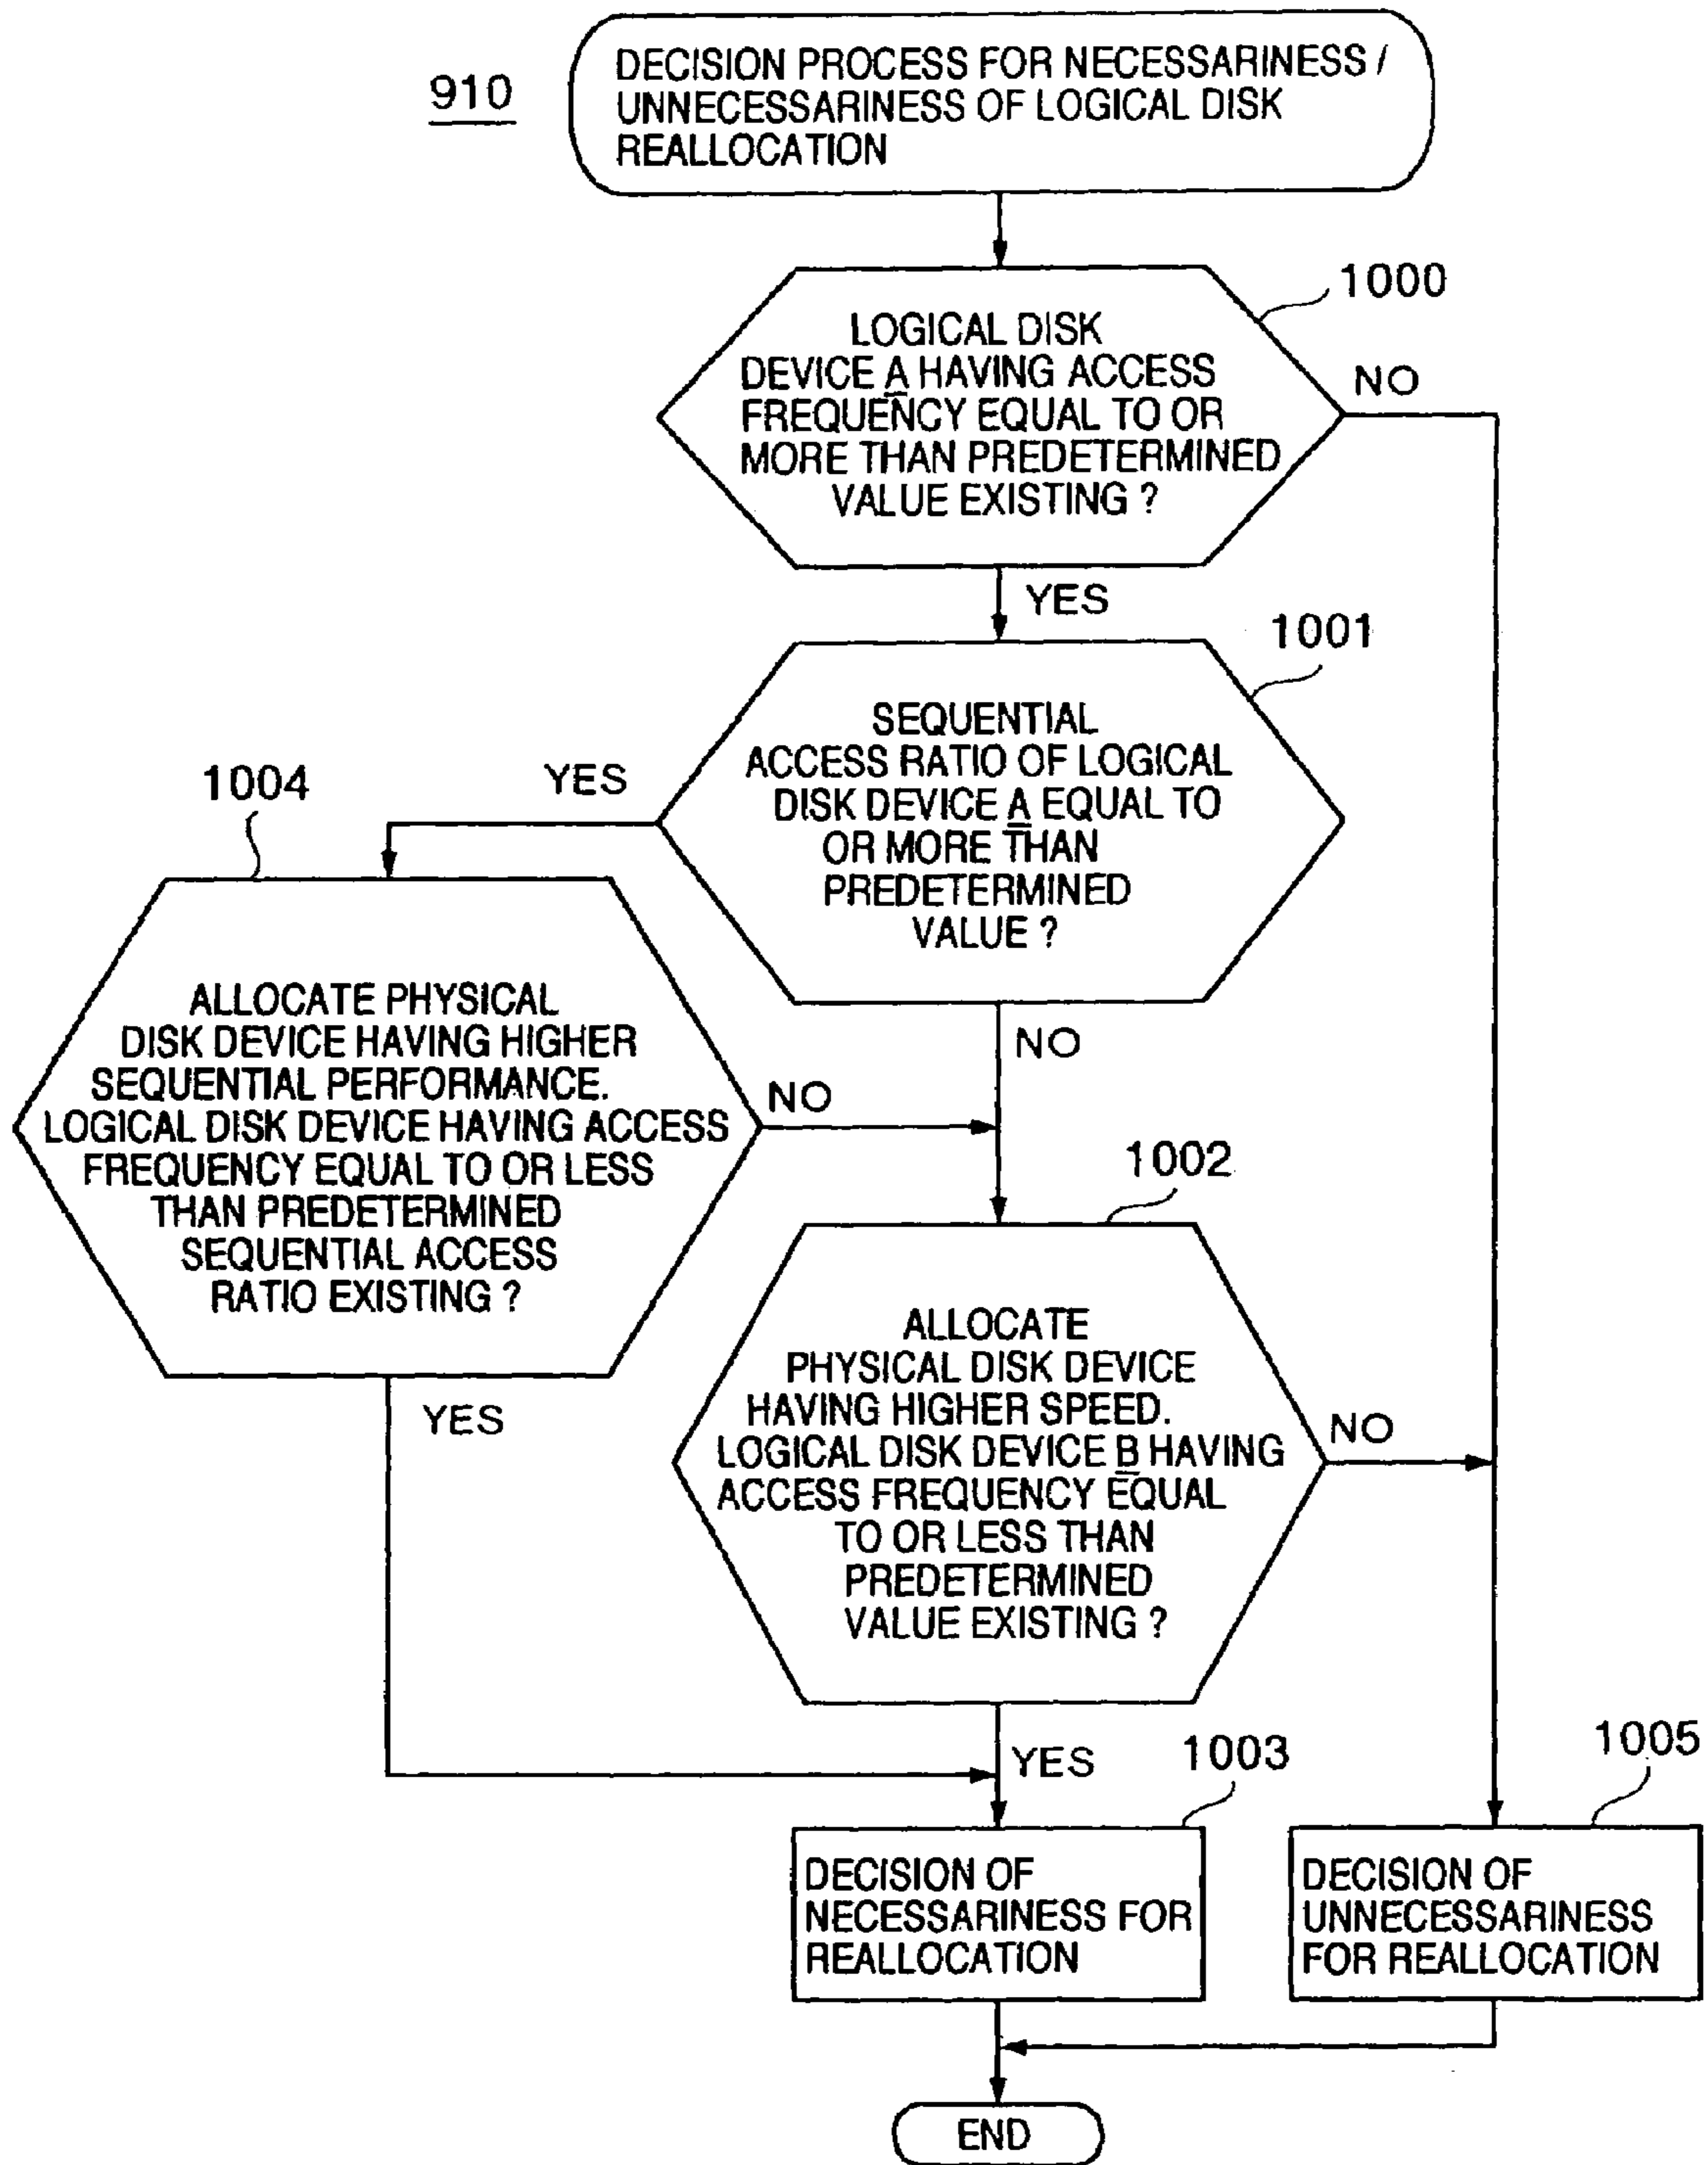 910
DECISION PROCESS FOR NECESSARINESS /
UNNECESSARINESS OF LOGICAL DISK
REALLOCATION
1000
LOGICAL DISK
DEVICE A HAVING ACCESS
FREQUENCY EQUAL TO OR
MORE THAN PREDETERMINED
VALUE EXISTING ?
NO
YES
1001
SEQUENTIAL
ACCESS RATIO OF LOGICAL
DISK DEVICE A EQUAL TO
OR MORE THAN
PREDETERMINED
VALUE ?
YES
NO
1004
ALLOCATE PHYSICAL
DISK DEVICE HAVING HIGHER
SEQUENTIAL PERFORMANCE.
LOGICAL DISK DEVICE HAVING ACCESS
FREQUENCY EQUAL TO OR LESS
THAN PREDETERMINED
SEQUENTIAL ACCESS
RATIO EXISTING ?
NO
YES
1002
ALLOCATE
PHYSICAL DISK DEVICE
HAVING HIGHER SPEED.
LOGICAL DISK DEVICE B HAVING
ACCESS FREQUENCY EQUAL
TO OR LESS THAN
PREDETERMINED
VALUE EXISTING ?
NO
YES
1003
DECISION OF
NECESSARINESS FOR
REALLOCATION
1005
DECISION OF
UNNECESSARINESS
FOR REALLOCATION
END